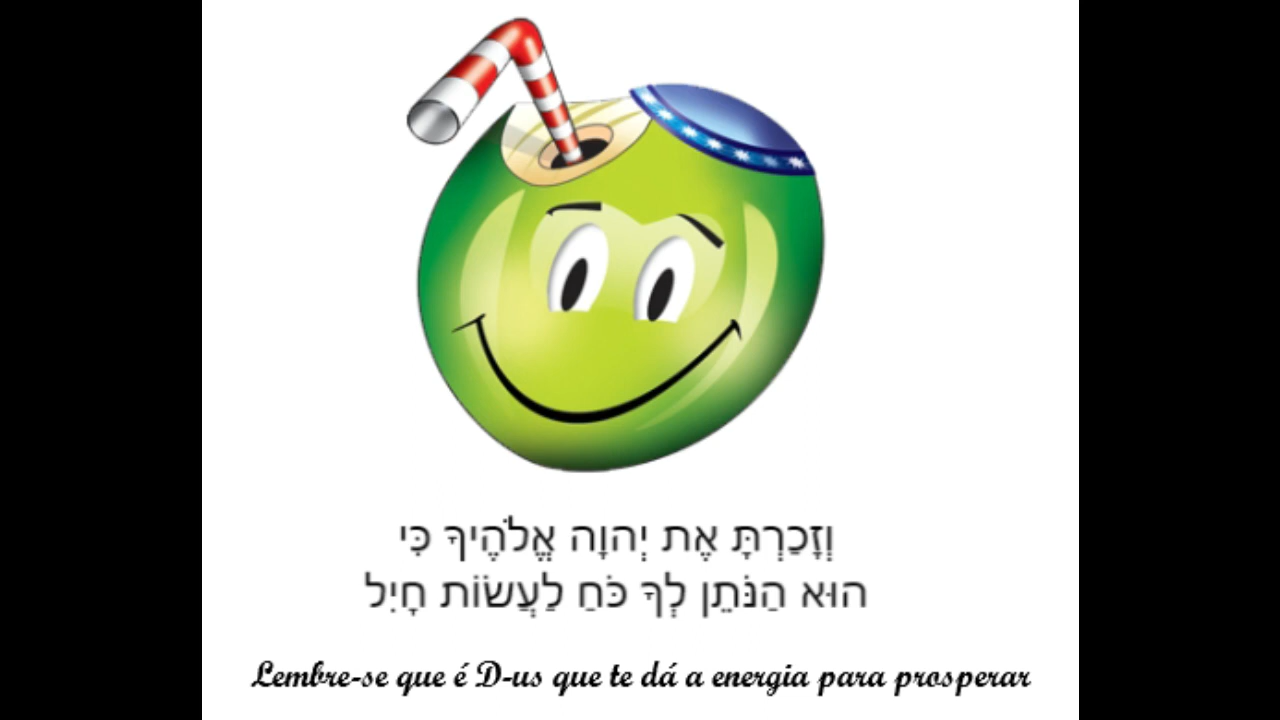 וְזָכַרְתָּ אֶת יְהוָה אֱלֹהֶיךָ כִּי
הוּא הַנֹּתֵן לְךָ כֹּחַ לַעֲשׂוֹת חָיִל
Lembre-se que é D-us que te dá a energia para prosperar